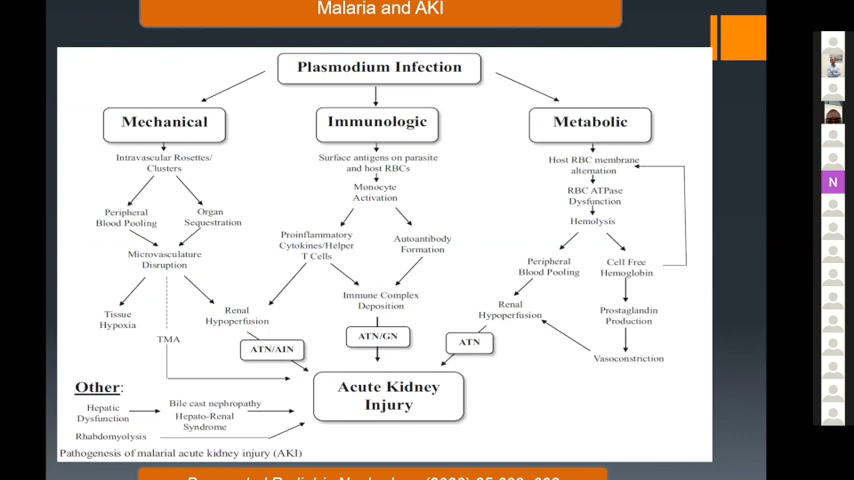 Malaria and AKI
Plasmodium Infection
Mechanical
Immunologic
Metabolic
Intravascular Rosettes/
Clusters
Surface antigens on parasite
and host RBCs
Host RBC membrane
alternation
Monocyte
Activation
RBC ATPase
Dysfunction
Peripheral
Blood Pooling
Organ
Sequestration
Hemolysis
Proinflammatory
Cytokines/Helper
T Cells
Autoantibody
Formation
Microvasculature
Disruption
Peripheral
Blood Pooling
Cell Free
Hemoglobin
Immune Complex
Deposition
Tissue
Hypoxia
Renal
Hypoperfusion
Renal
Hypoperfusion
Prostaglandin
Production
TMA
ATN/AIN
ATN/GN
ATN
Vasoconstriction
Acute Kidney
Injury
Other:
Hepatic
Dysfunction
Bile cast nephropathy
Hepato-Renal
Syndrome
Rhabdomyolysis
Pathogenesis of malarial acute kidney injury (AKI)
N